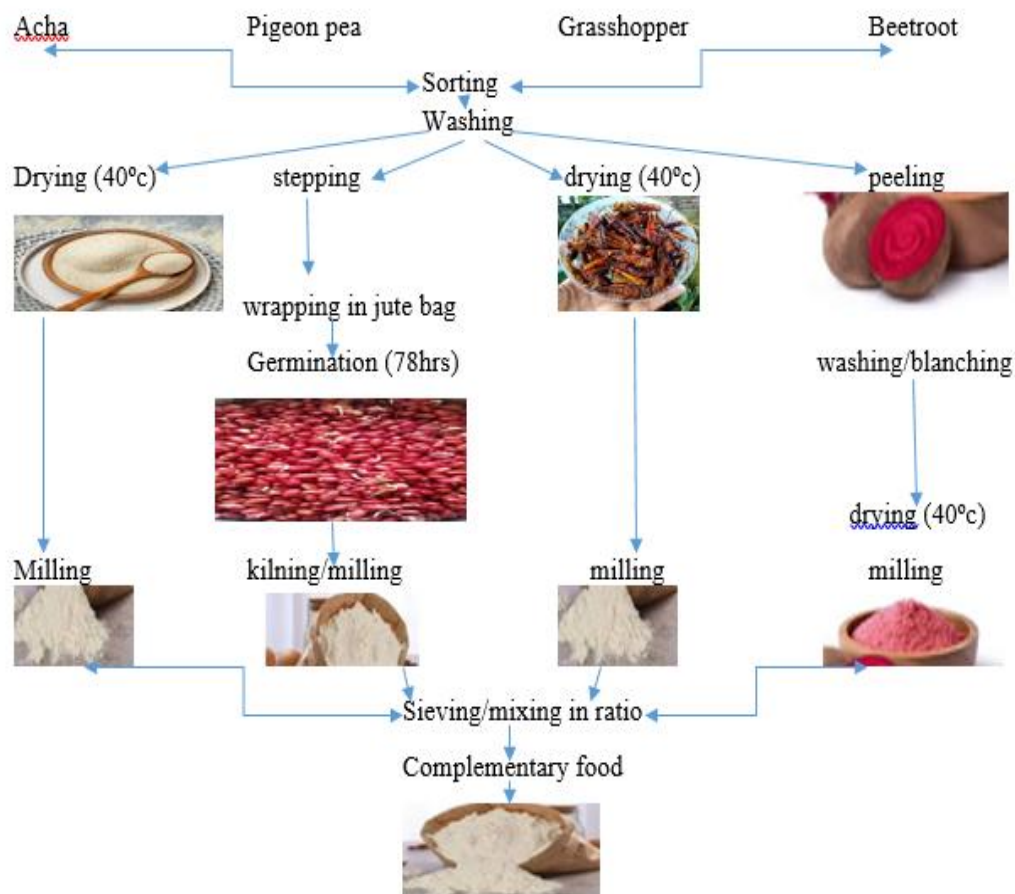 Acha Pigeon pea Grasshopper Beetroot
Sorting
Washing
Drying (40ºc) stepping drying (40ºc) peeling
wrapping in jute bag
Germination (78hrs) washing/blanching
drying (40ºc)
Milling kilning/milling milling milling
Sieving/mixing in ratio
Complementary food